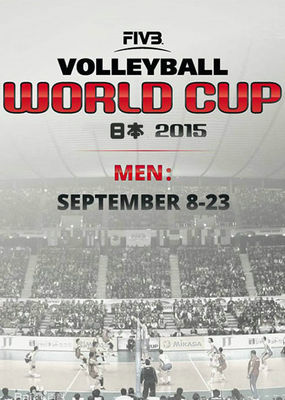 FIVB
VOLLEYBALL
WORLD CUP
日本 2015
MEN:
SEPTEMBER 8-23
MIKASA